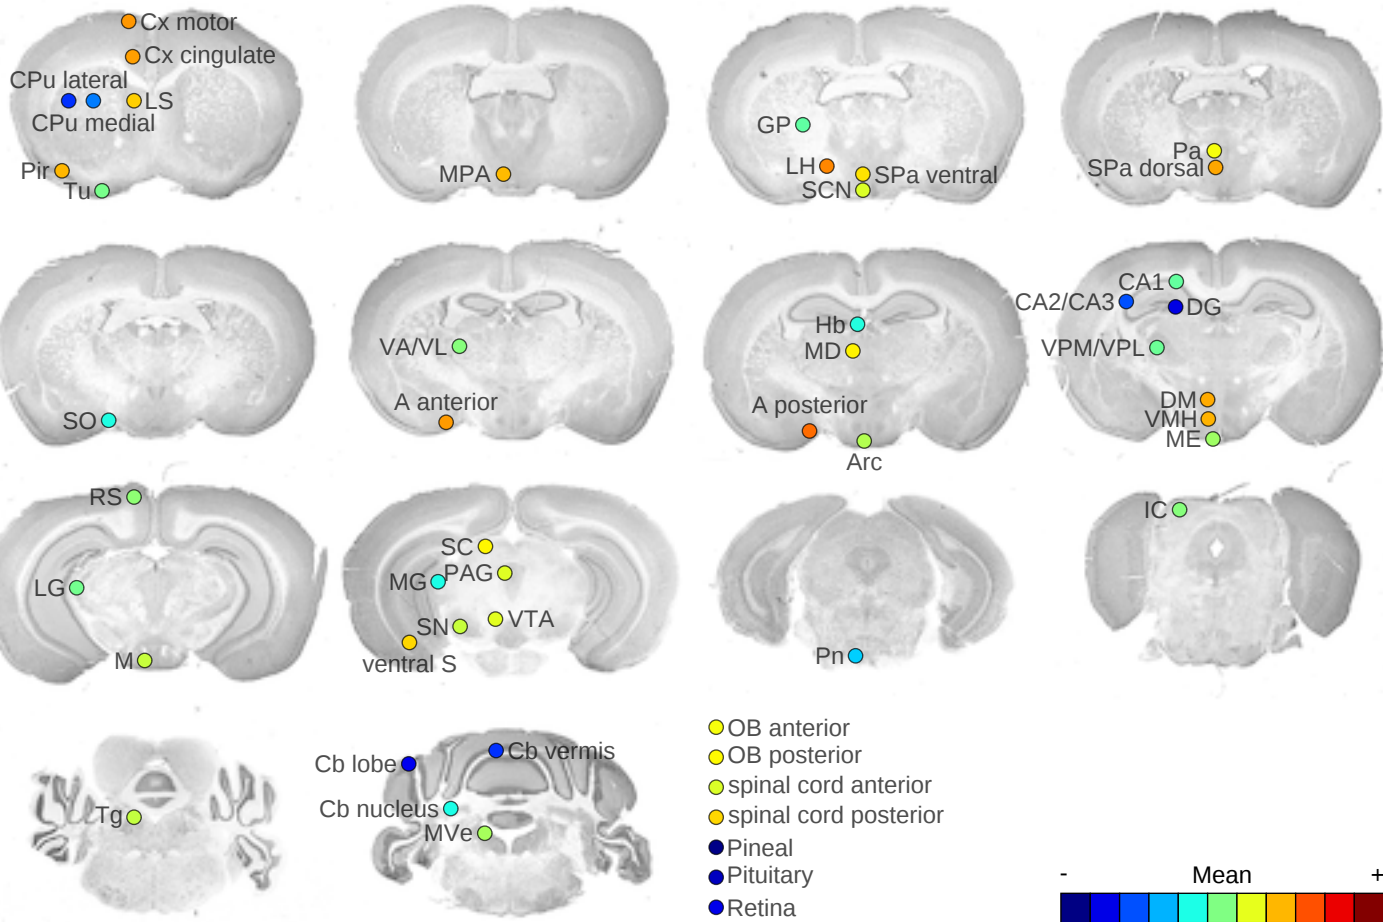 Cx motor
Cx cingulate
CPu lateral
LS
CPu medial
Pir
Tu
MPA
GP
LH
SPa ventral
SCN
Pa
SPa dorsal
SO
VA/VL
A anterior
Hb
MD
A posterior
Arc
CA1
CA2/CA3
DG
VPM/VPL
DM
VMH
ME
RS
LG
M
SC
MG
PAG
SN
VTA
ventral S
Pn
IC
Tg
Cb lobe
Cb vermis
Cb nucleus
MVe
OB anterior
OB posterior
spinal cord anterior
spinal cord posterior
Pineal
Pituitary
Retina
- Mean +